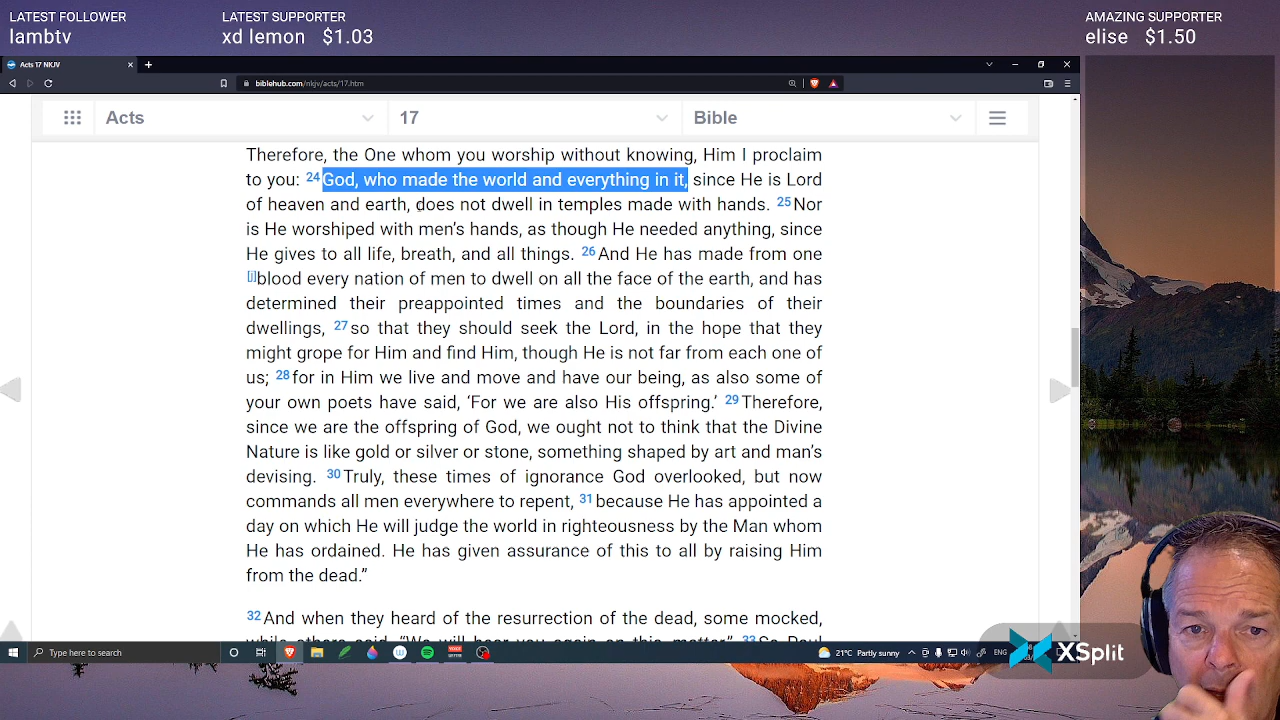 LATEST FOLLOWER
lambtv
LATEST SUPPORTER
xd lemon $1.03
AMAZING SUPPORTER
elise $1.50
Acts 17 NKJV
biblehub.com/nkjv/acts/17.htm
Acts 17 Bible
Therefore, the One whom you worship without knowing, Him I proclaim
to you: 24 God, who made the world and everything in it, since He is Lord
of heaven and earth, does not dwell in temples made with hands. 25 Nor
is He worshiped with men’s hands, as though He needed anything, since
He gives to all life, breath, and all things. 26 And He has made from one
[j]blood every nation of men to dwell on all the face of the earth, and has
determined their preappointed times and the boundaries of their
dwellings, 27 so that they should seek the Lord, in the hope that they
might grope for Him and find Him, though He is not far from each one of
us; 28 for in Him we live and move and have our being, as also some of
your own poets have said, ‘For we are also His offspring.’ 29 Therefore,
since we are the offspring of God, we ought not to think that the Divine
Nature is like gold or silver or stone, something shaped by art and man’s
devising. 30 Truly, these times of ignorance God overlooked, but now
commands all men everywhere to repent, 31 because He has appointed a
day on which He will judge the world in righteousness by the Man whom
He has ordained. He has given assurance of this to all by raising Him
from the dead.”
32 And when they heard of the resurrection of the dead, some mocked,
while others said, “We will hear you again on this matter.” 33 So Paul
Type here to search
21°C Partly sunny
ENG
XSplit